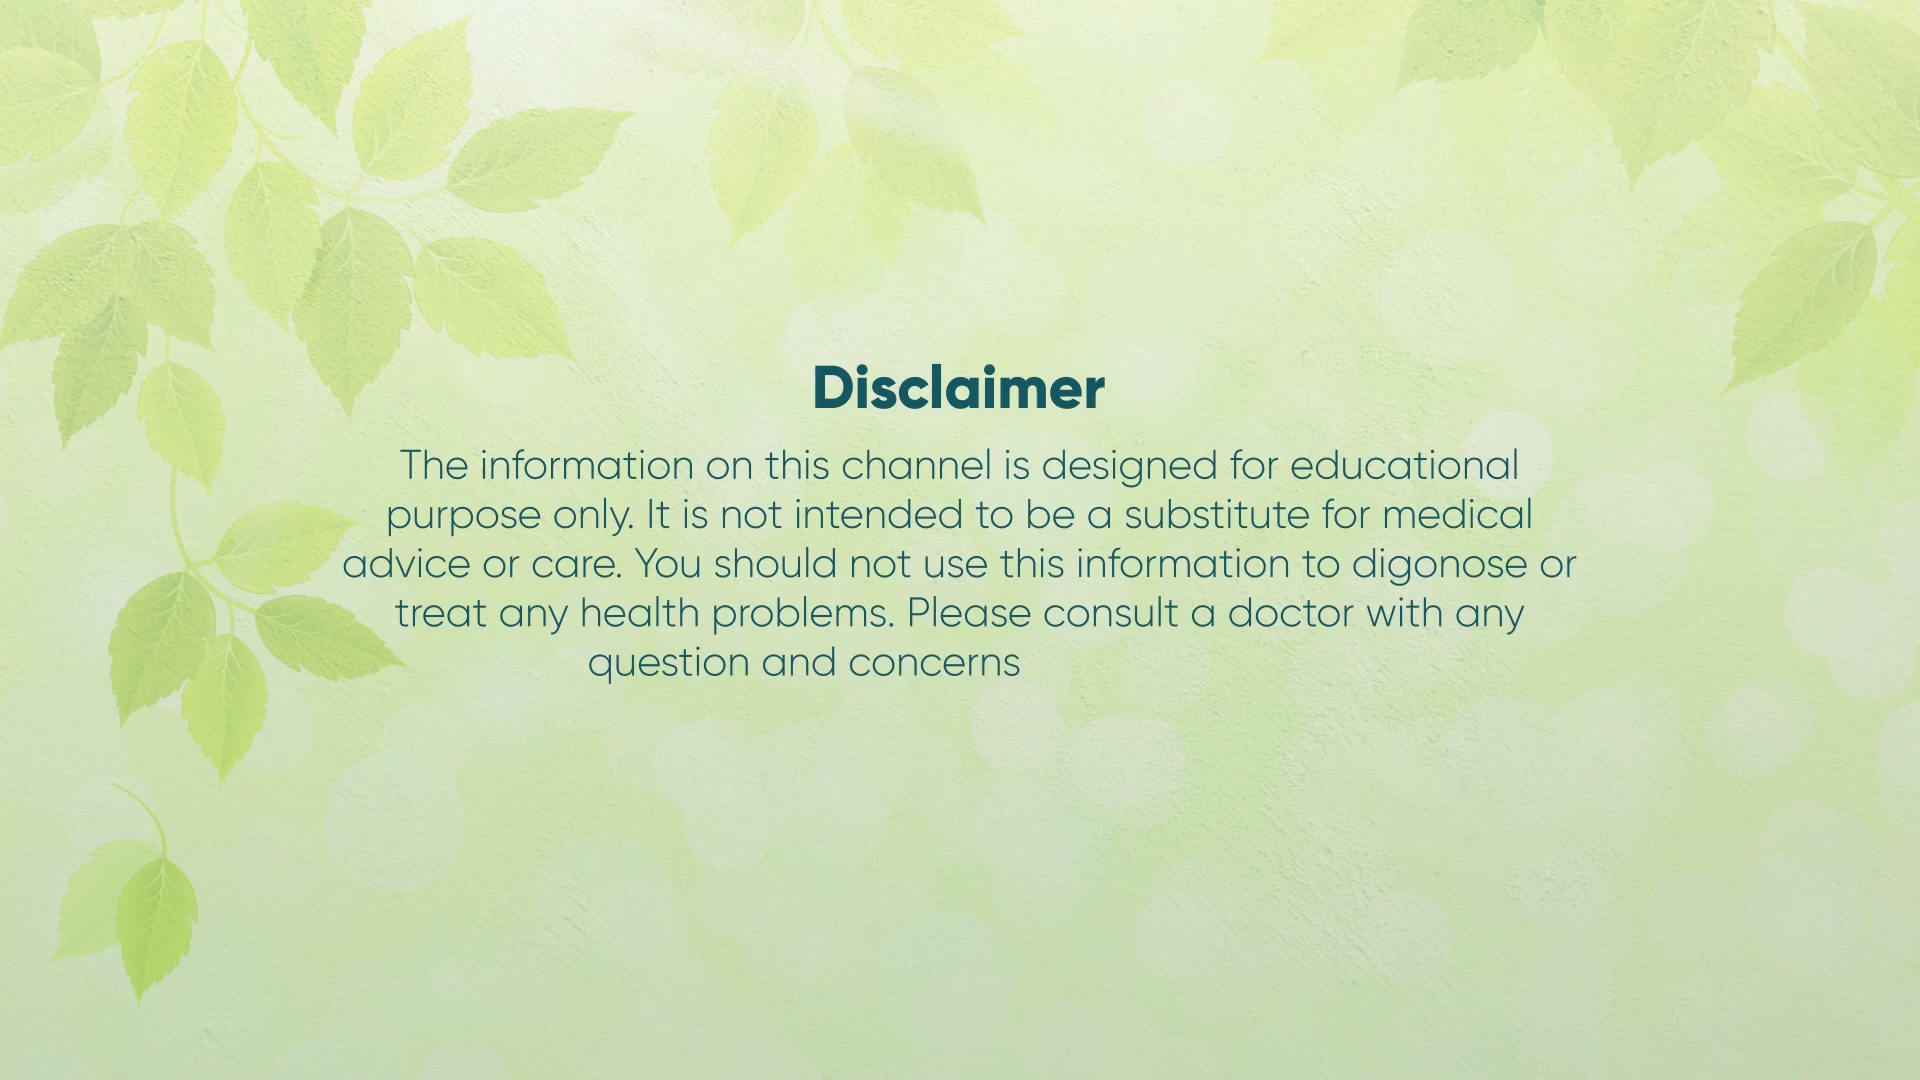 Disclaimer
The information on this channel is designed for educational
purpose only. It is not intended to be a substitute for medical
advice or care. You should not use this information to digonose or
treat any health problems. Please consult a doctor with any
question and concerns